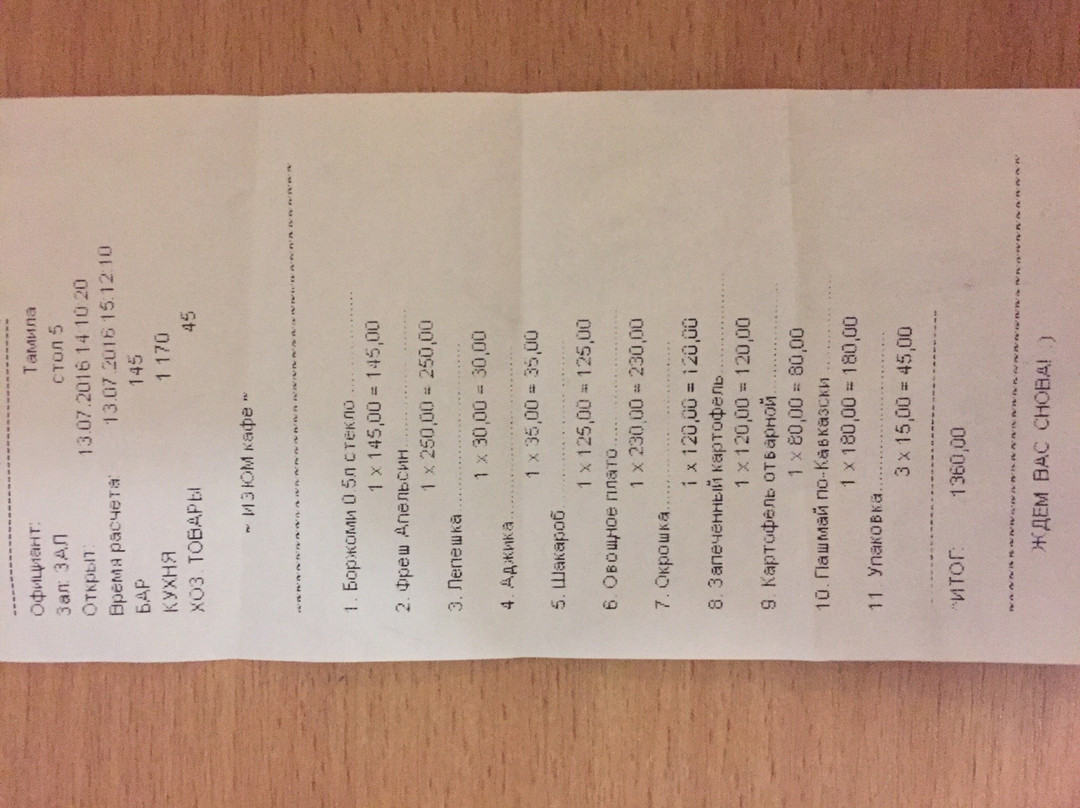 Официант: Тамила
Зал: ЗАЛ стол 5
Открыт: 13.07.2016 14:10:20
Время расчета: 13.07.2016 15:12:10
БАР 145
КУХНЯ 1 170
ХОЗ. ТОВАРЫ 45
~ ИЗЮМ кафе ~
1. Боржоми 0.5л стекло
1 x 145,00 = 145,00
2. Фреш Апельсин
1 x 250,00 = 250,00
3. Лепешка
1 x 30,00 = 30,00
4. Аджика
1 x 35,00 = 35,00
5. Шакароб
1 x 125,00 = 125,00
6. Овощное плато
1 x 230,00 = 230,00
7. Окрошка
1 x 120,00 = 120,00
8. Запеченный картофель
1 x 120,00 = 120,00
9. Картофель отварной
1 x 80,00 = 80,00
10. Пашмай по-Кавказски
1 x 180,00 = 180,00
11. Упаковка
3 x 15,00 = 45,00
*ИТОГ: 1360,00
ЖДЕМ ВАС СНОВА! :)